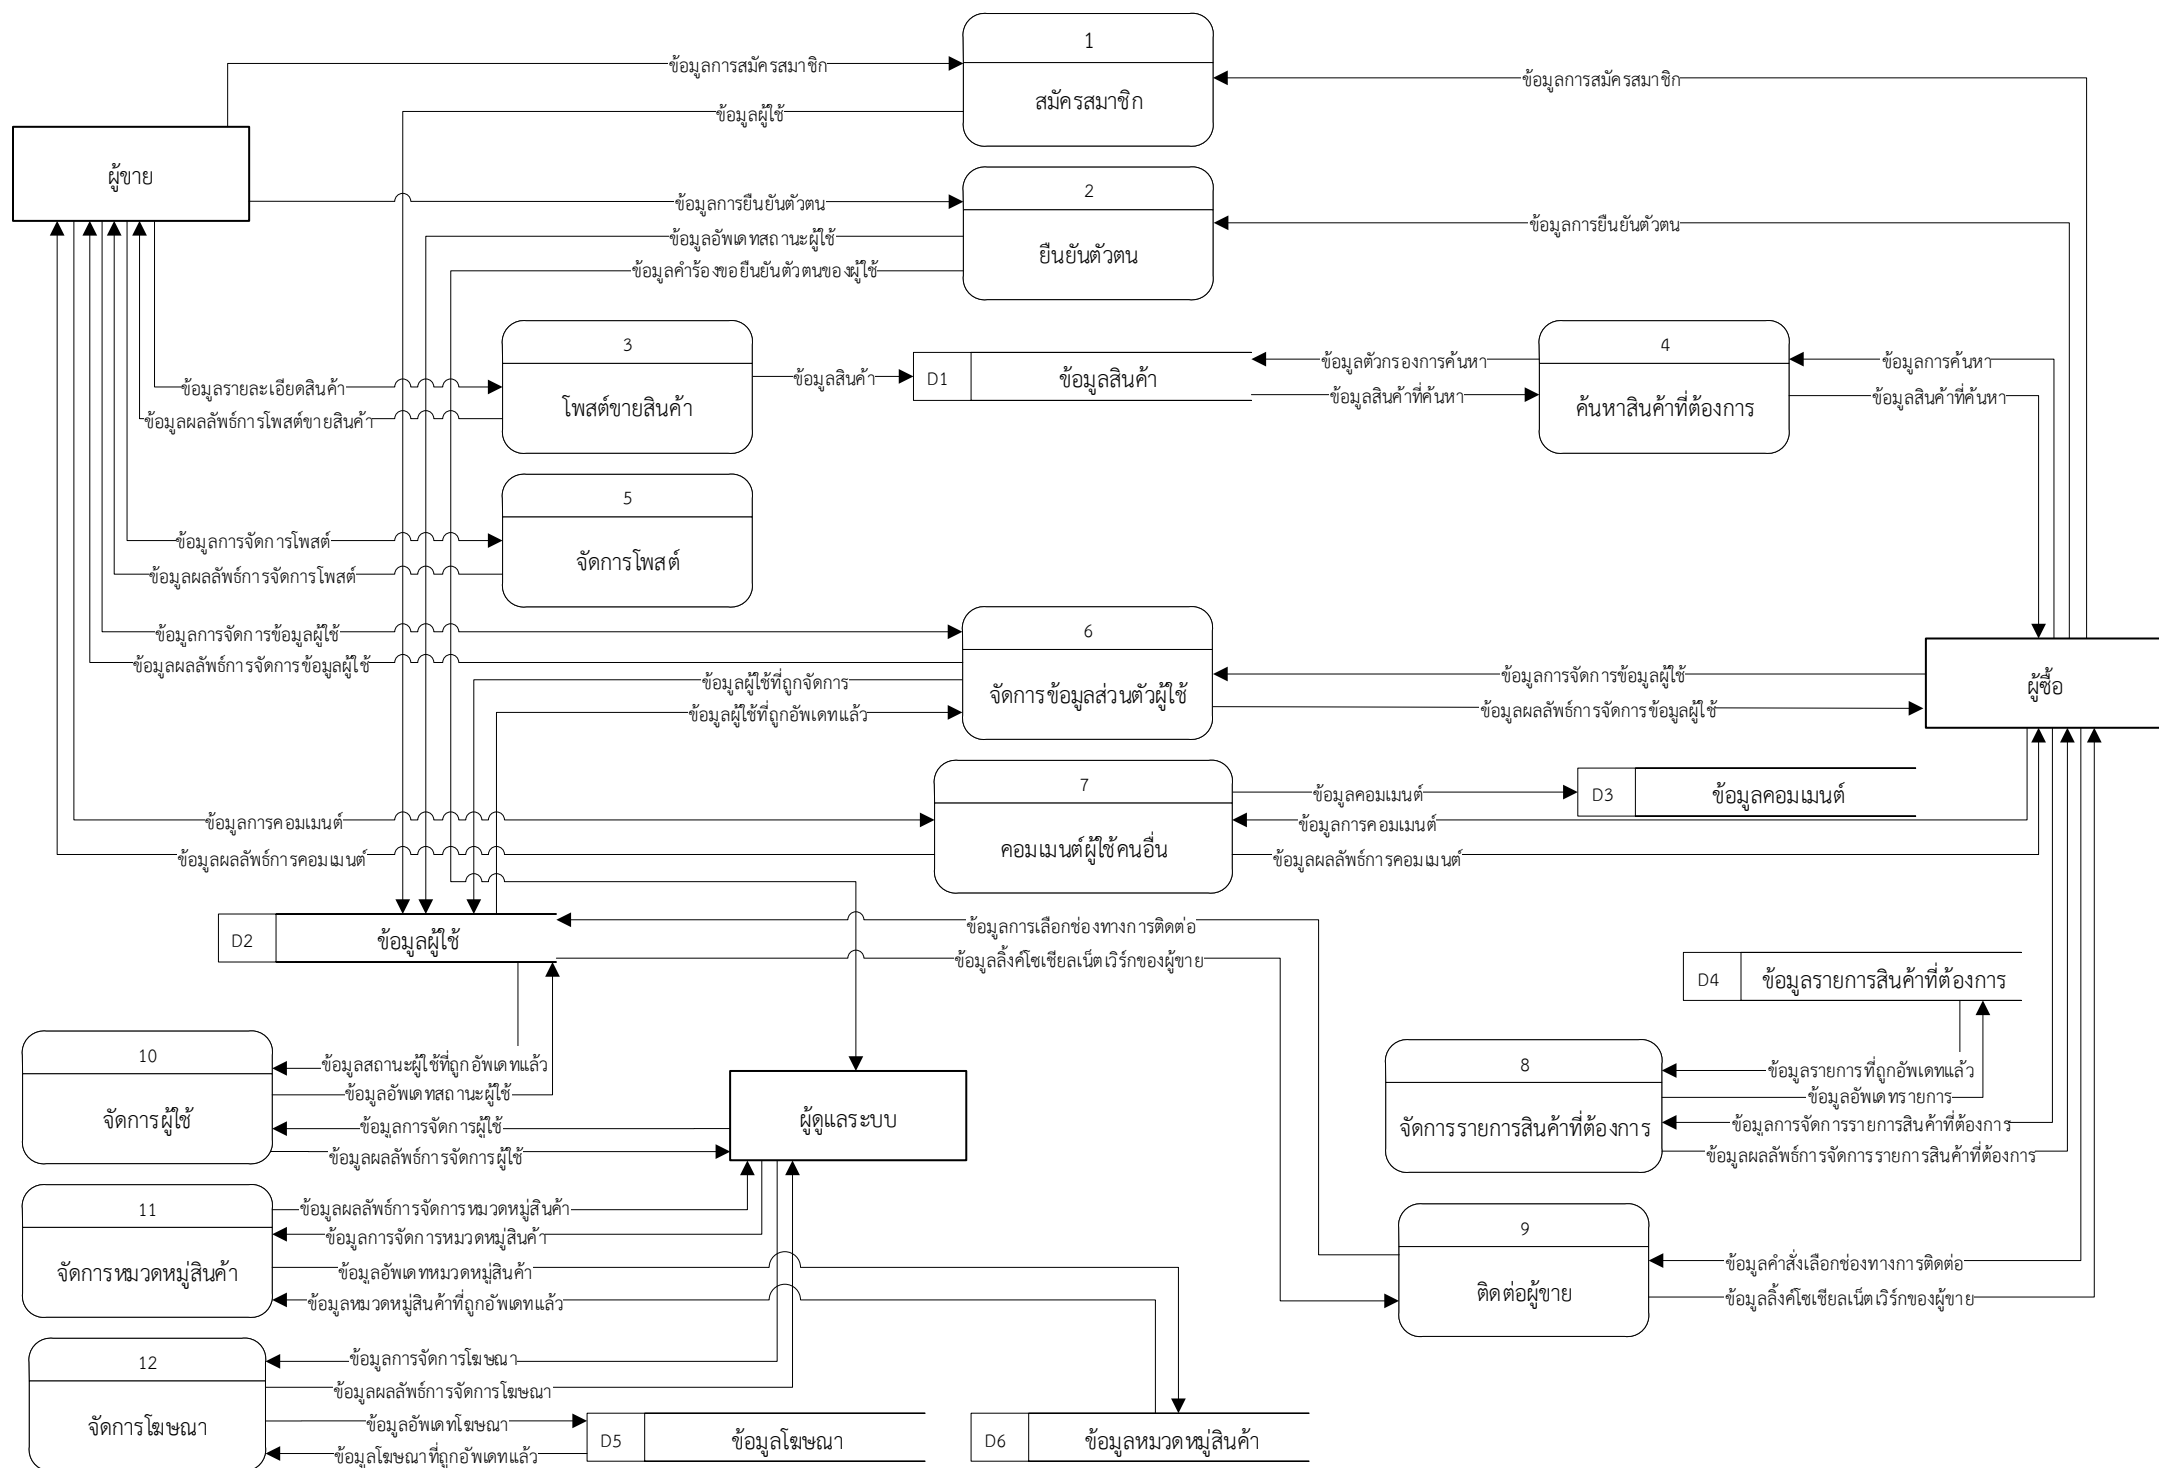 1
ข้อมูลการสมัครสมาชิก
ข้อมูลการสมัครสมาชิก
สมัครสมาชิก
ข้อมูลผู้ใช้
ผู้ขาย
2
ข้อมูลการยืนยันตัวตน
ข้อมูลการยืนยันตัวตน
ข้อมูลอัพเดทสถานะผู้ใช้
ยืนยันตัวตน
ข้อมูลคำร้องขอยืนยันตัวตนของผู้ใช้
3
4
ข้อมูลตัวกรองการค้นหา
ข้อมูลการค้นหา
ข้อมูลรายละเอียดสินค้า
ข้อมูลสินค้า
D1
ข้อมูลสินค้า
ข้อมูลสินค้าที่ค้นหา
ข้อมูลสินค้าที่ค้นหา
โพสต์ขายสินค้า
ค้นหาสินค้าที่ต้องการ
ข้อมูลผลลัพธ์การโพสต์ขายสินค้า
5
ข้อมูลการจัดการโพสต์
จัดการโพสต์
ข้อมูลผลลัพธ์การจัดการโพสต์
6
ข้อมูลการจัดการข้อมูลผู้ใช้
ข้อมูลผลลัพธ์การจัดการข้อมูลผู้ใช้
ข้อมูลผู้ใช้ที่ถูกจัดการ
ข้อมูลการจัดการข้อมูลผู้ใช้
ผู้ซื้อ
จัดการข้อมูลส่วนตัวผู้ใช้
ข้อมูลผู้ใช้ที่ถูกอัพเดทแล้ว
ข้อมูลผลลัพธ์การจัดการข้อมูลผู้ใช้
7
ข้อมูลคอมเมนต์
D3
ข้อมูลคอมเมนต์
ข้อมูลการคอมเมนต์
ข้อมูลการคอมเมนต์
คอมเมนต์ผู้ใช้คนอื่น
ข้อมูลผลลัพธ์การคอมเมนต์
ข้อมูลผลลัพธ์การคอมเมนต์
D2
ข้อมูลผู้ใช้
ข้อมูลการเลือกช่องทางการติดต่อ
ข้อมูลลิ้งค์โซเชียลเน็ตเวิร์กของผู้ขาย
D4
ข้อมูลรายการสินค้าที่ต้องการ
10
ข้อมูลสถานะผู้ใช้ที่ถูกอัพเดทแล้ว
ข้อมูลอัพเดทสถานะผู้ใช้
จัดการผู้ใช้
ข้อมูลการจัดการผู้ใช้
ข้อมูลผลลัพธ์การจัดการผู้ใช้
ผู้ดูแลระบบ
8
ข้อมูลรายการที่ถูกอัพเดทแล้ว
ข้อมูลอัพเดทรายการ
จัดการรายการสินค้าที่ต้องการ
ข้อมูลการจัดการรายการสินค้าที่ต้องการ
ข้อมูลผลลัพธ์การจัดการรายการสินค้าที่ต้องการ
11
ข้อมูลผลลัพธ์การจัดการหมวดหมู่สินค้า
ข้อมูลการจัดการหมวดหมู่สินค้า
จัดการหมวดหมู่สินค้า
ข้อมูลอัพเดทหมวดหมู่สินค้า
ข้อมูลหมวดหมู่สินค้าที่ถูกอัพเดทแล้ว
9
ข้อมูลคำสั่งเลือกช่องทางการติดต่อ
ติดต่อผู้ขาย
ข้อมูลลิ้งค์โซเชียลเน็ตเวิร์กของผู้ขาย
12
ข้อมูลการจัดการโฆษณา
ข้อมูลผลลัพธ์การจัดการโฆษณา
จัดการโฆษณา
ข้อมูลอัพเดทโฆษณา
ข้อมูลโฆษณาที่ถูกอัพเดทแล้ว
D5
ข้อมูลโฆษณา
D6
ข้อมูลหมวดหมู่สินค้า